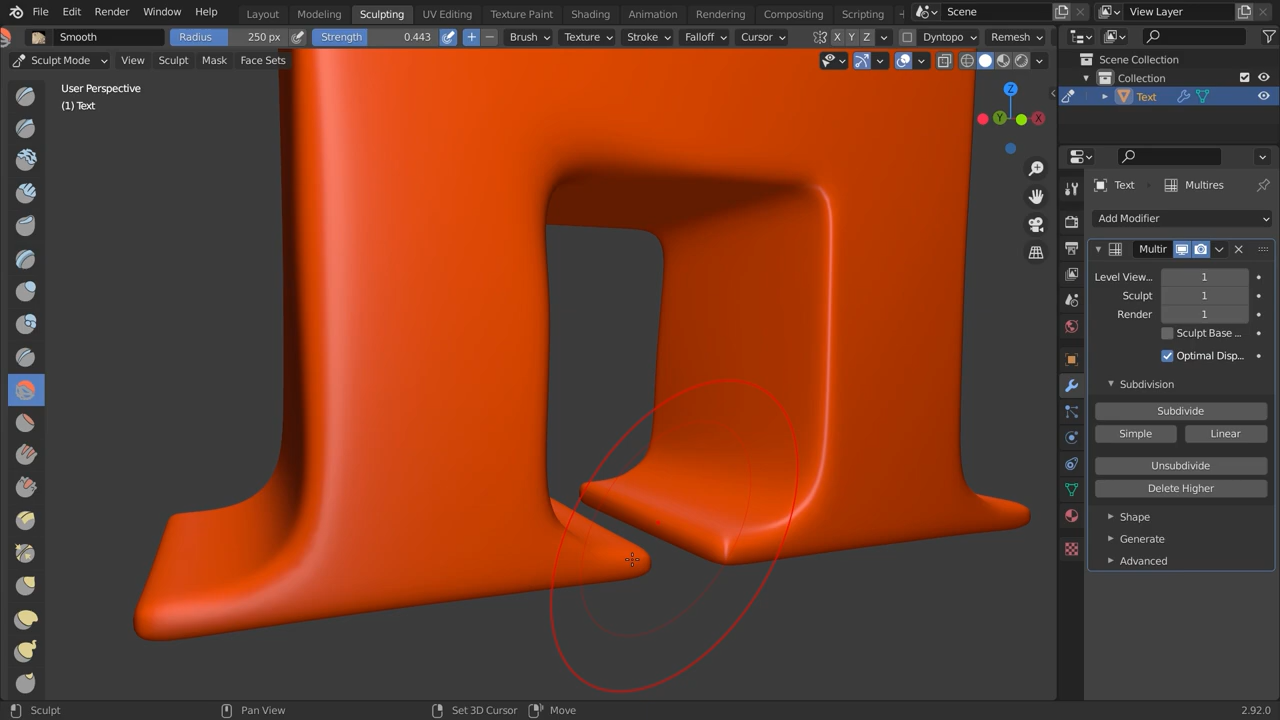 File Edit Render Window Help Layout Modeling Sculpting UV Editing Texture Paint Shading Animation Rendering Compositing Scripting + Scene View Layer
Smooth Radius 250 px Strength 0.443 + − Brush Texture Stroke Falloff Cursor X Y Z Dyntopo Remesh
Sculpt Mode View Sculpt Mask Face Sets
User Perspective
(1) Text
Z
Y X
Scene Collection
Collection
Text
Text Multires
Add Modifier
Multir
Level View... 1
Sculpt 1
Render 1
Sculpt Base ...
Optimal Disp...
Subdivision
Subdivide
Simple Linear
Unsubdivide
Delete Higher
Shape
Generate
Advanced
Sculpt Pan View Set 3D Cursor Move 2.92.0